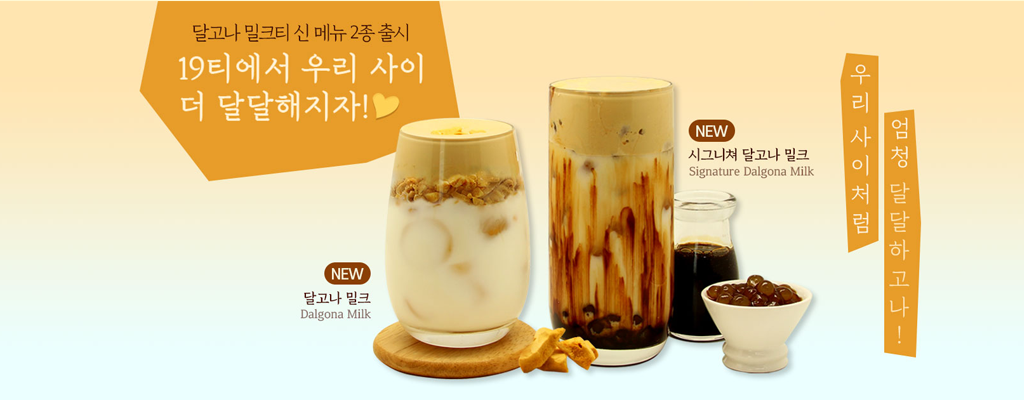 달고나 밀크티 신 메뉴 2종 출시
19티에서 우리 사이
더 달달해지자!
NEW
시그니쳐 달고나 밀크
Signature Dalgona Milk
NEW
달고나 밀크
Dalgona Milk
우리 사이처럼
엄청 달달하고나!